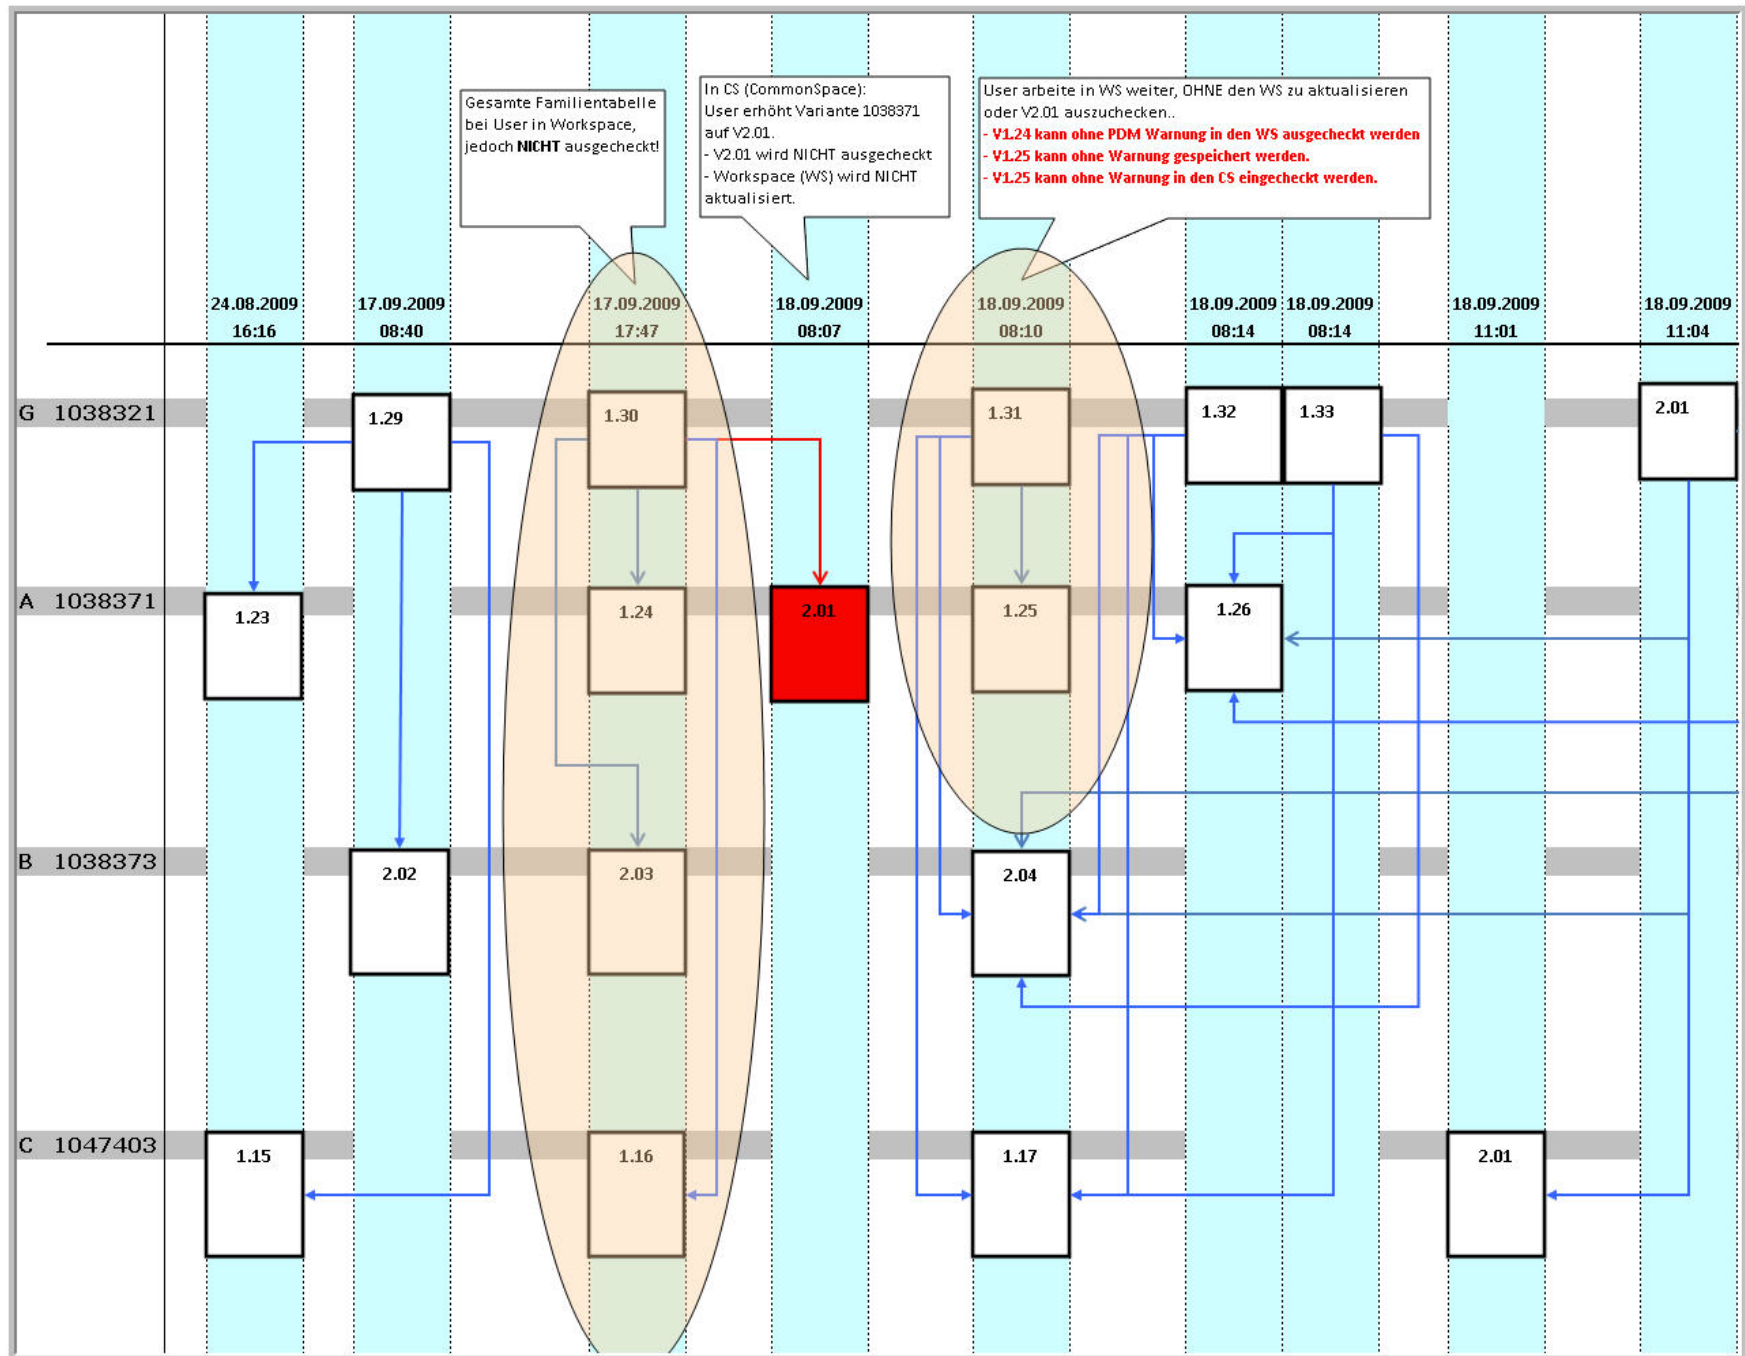 Gesamte Familientabelle
bei User in Workspace,
jedoch NICHT ausgecheckt!
In CS (CommonSpace):
User erhöht Variante 1038371
auf V2.01.
- V2.01 wird NICHT ausgecheckt
- Workspace (WS) wird NICHT
aktualisiert.
User arbeite in WS weiter, OHNE den WS zu aktualisieren
oder V2.01 auszuchecken..
- V1.24 kann ohne PDM Warnung in den WS ausgecheckt werden
- V1.25 kann ohne Warnung gespeichert werden.
- V1.25 kann ohne Warnung in den CS eingecheckt werden.
24.08.2009
16:16
17.09.2009
08:40
17.09.2009
17:47
18.09.2009
08:07
18.09.2009
08:10
18.09.2009
08:14
18.09.2009
08:14
18.09.2009
11:01
18.09.2009
11:04
G 1038321
1.29
1.30
1.31
1.32
1.33
2.01
A 1038371
1.23
1.24
2.01
1.25
1.26
B 1038373
2.02
2.03
2.04
C 1047403
1.15
1.16
1.17
2.01